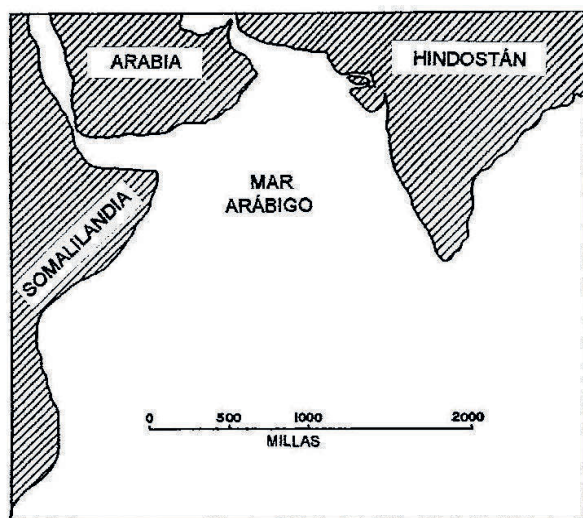 ARABIA
HINDOSTÁN
MAR
ARÁBIGO
SOMALILANDIA
0 500 1000 2000
MILLAS